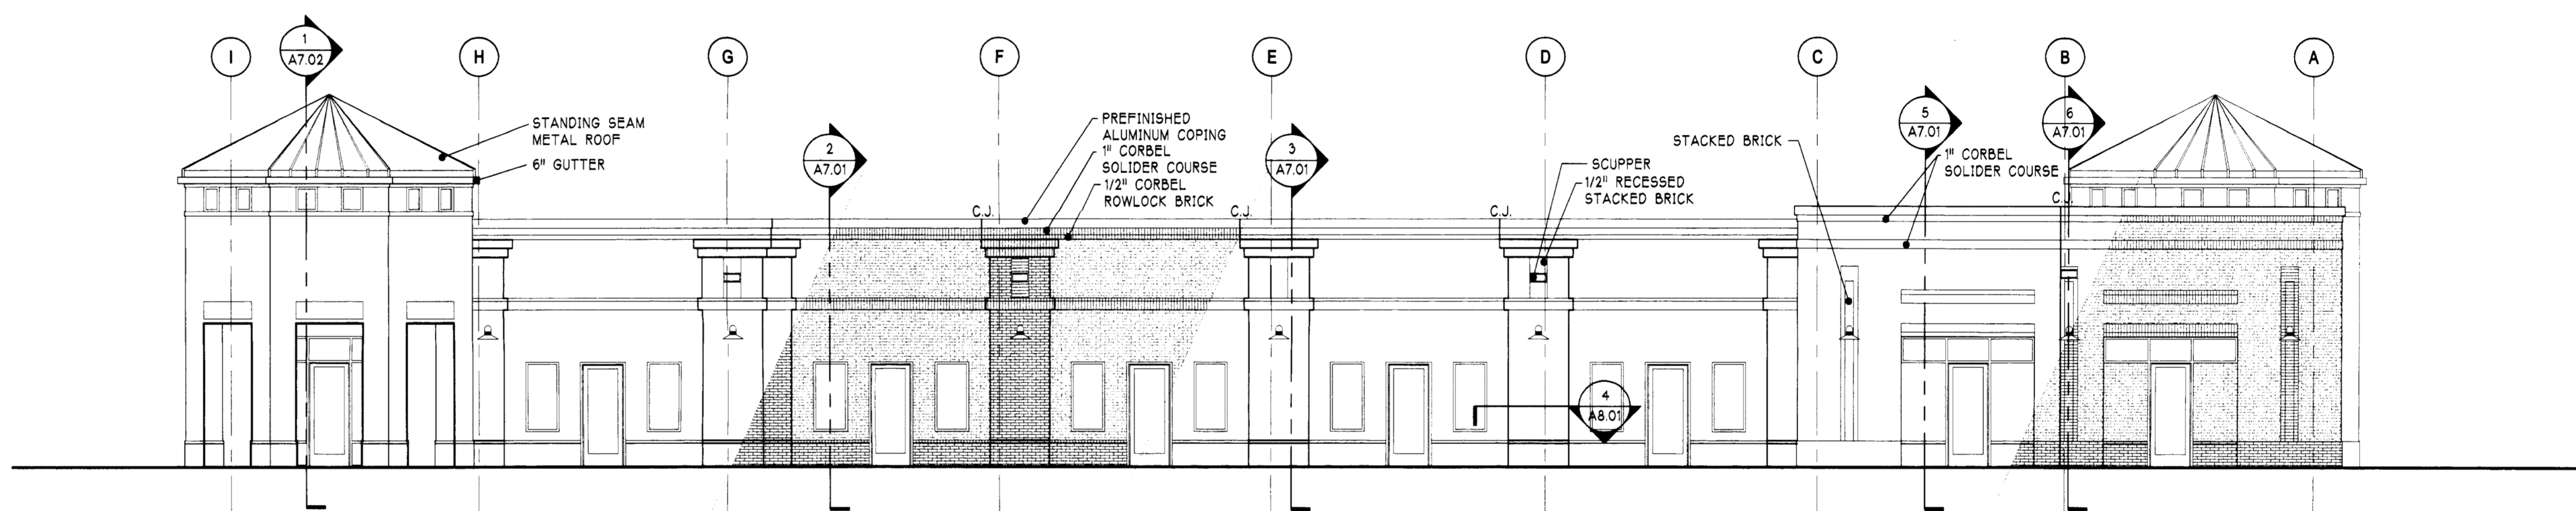 I
1
A7.02
H
G
F
E
D
C
B
A
STANDING SEAM
METAL ROOF
6" GUTTER
2
A7.01
PREFINISHED
ALUMINUM COPING
1" CORBEL
SOLIDER COURSE
1/2" CORBEL
ROWLOCK BRICK
3
A7.01
SCUPPER
1/2" RECESSED
STACKED BRICK
STACKED BRICK
5
A7.01
6
A7.01
1" CORBEL
SOLIDER COURSE
C.J.
C.J.
C.J.
C.J.
4
A8.01